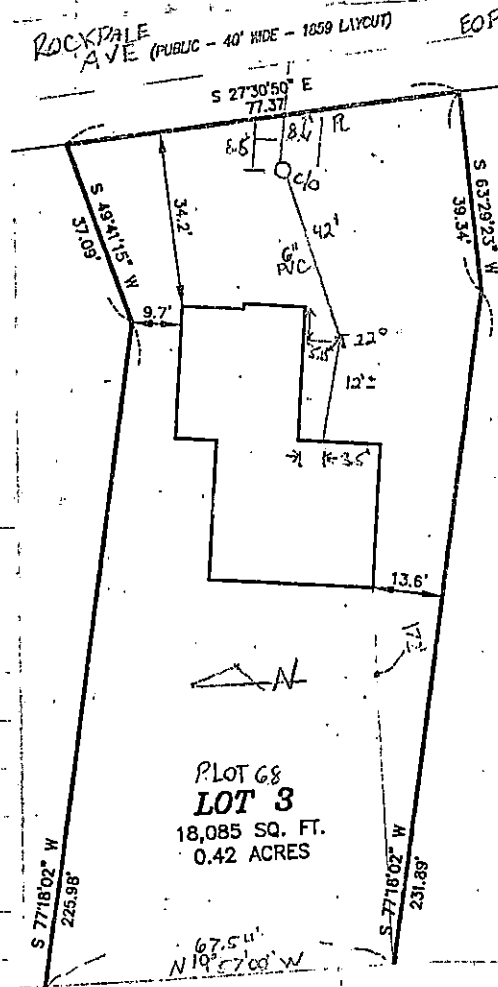 ROCKDALE
AVE (PUBLIC - 40' WIDE - 1859 LAYOUT)
EOP
S 27°30'50" E
77.37'
8.5'
8.5'
PL
C/O
S 49°41'15" W
37.09'
34.2'
S 63°29'23" W
39.34'
42'
6"
PVC
9.7'
22°
12'±
3.5'
13.6'
N
PLOT 68
LOT 3
18,085 SQ. FT.
0.42 ACRES
S 77°18'02" W
225.98'
S 77°18'02" W
231.89'
67.54'
N 19°57'00" W